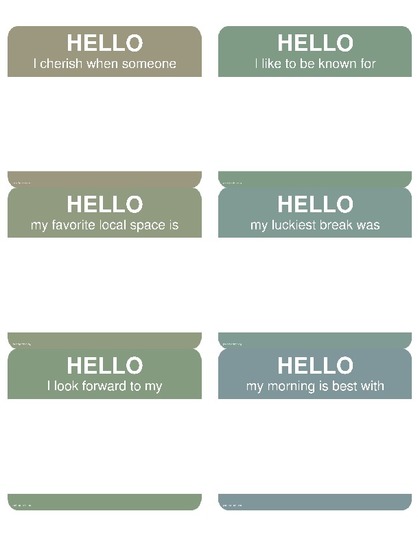 HELLO
I cherish when someone
HELLO
I like to be known for
HELLO
my favorite local space is
HELLO
my luckiest break was
HELLO
I look forward to my
HELLO
my morning is best with